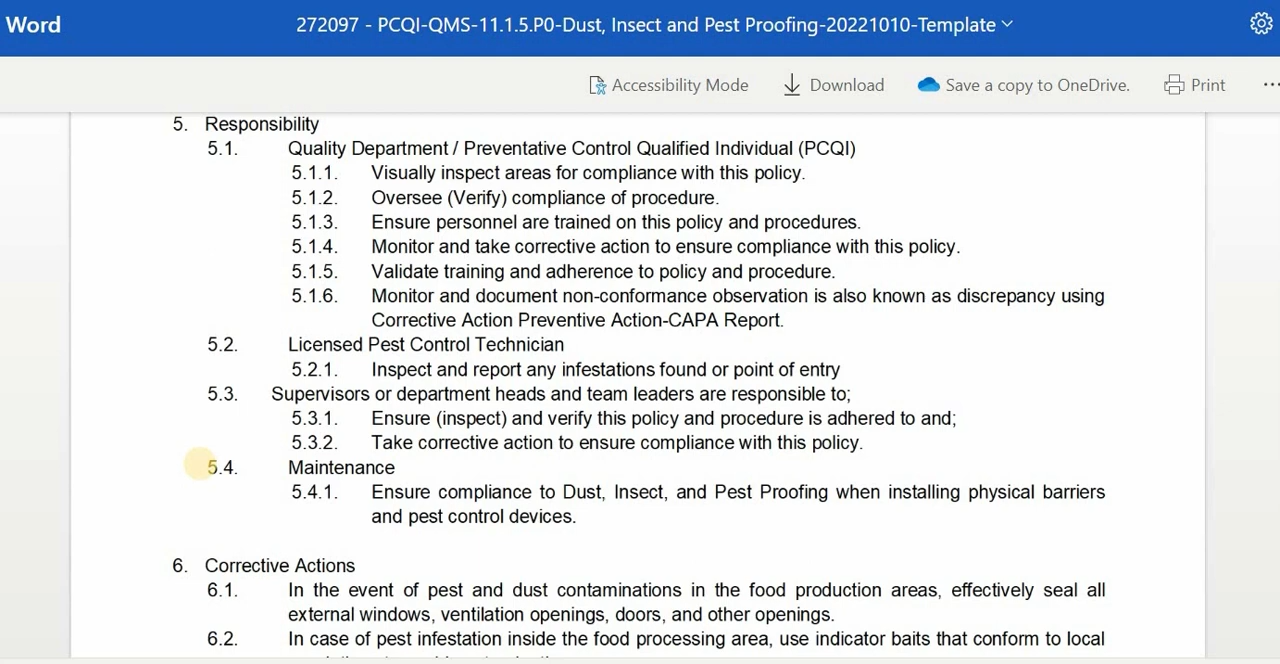 Word
272097 - PCQI-QMS-11.1.5.P0-Dust, Insect and Pest Proofing-20221010-Template
Accessibility Mode
Download
Save a copy to OneDrive.
Print
5. Responsibility
5.1. Quality Department / Preventative Control Qualified Individual (PCQI)
5.1.1. Visually inspect areas for compliance with this policy.
5.1.2. Oversee (Verify) compliance of procedure.
5.1.3. Ensure personnel are trained on this policy and procedures.
5.1.4. Monitor and take corrective action to ensure compliance with this policy.
5.1.5. Validate training and adherence to policy and procedure.
5.1.6. Monitor and document non-conformance observation is also known as discrepancy using
Corrective Action Preventive Action-CAPA Report.
5.2. Licensed Pest Control Technician
5.2.1. Inspect and report any infestations found or point of entry
5.3. Supervisors or department heads and team leaders are responsible to;
5.3.1. Ensure (inspect) and verify this policy and procedure is adhered to and;
5.3.2. Take corrective action to ensure compliance with this policy.
5.4. Maintenance
5.4.1. Ensure compliance to Dust, Insect, and Pest Proofing when installing physical barriers
and pest control devices.
6. Corrective Actions
6.1. In the event of pest and dust contaminations in the food production areas, effectively seal all
external windows, ventilation openings, doors, and other openings.
6.2. In case of pest infestation inside the food processing area, use indicator baits that conform to local